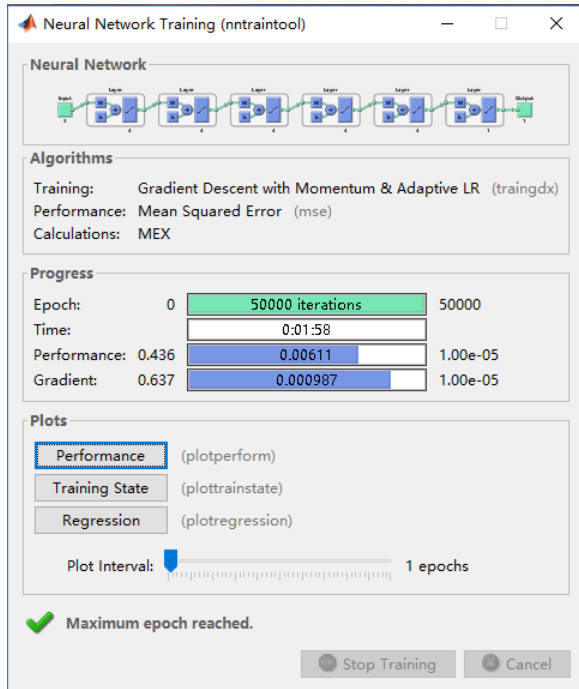 Neural Network Training (nntraintool)
Neural Network
Input Layer Layer Layer Layer Layer Layer Output
Algorithms
Training: Gradient Descent with Momentum & Adaptive LR (traingdx)
Performance: Mean Squared Error (mse)
Calculations: MEX
Progress
Epoch: 0 50000 iterations 50000
Time: 0:01:58
Performance: 0.436 0.00611 1.00e-05
Gradient: 0.637 0.000987 1.00e-05
Plots
Performance (plotperform)
Training State (plottrainstate)
Regression (plotregression)
Plot Interval: 1 epochs
Maximum epoch reached.
Stop Training Cancel